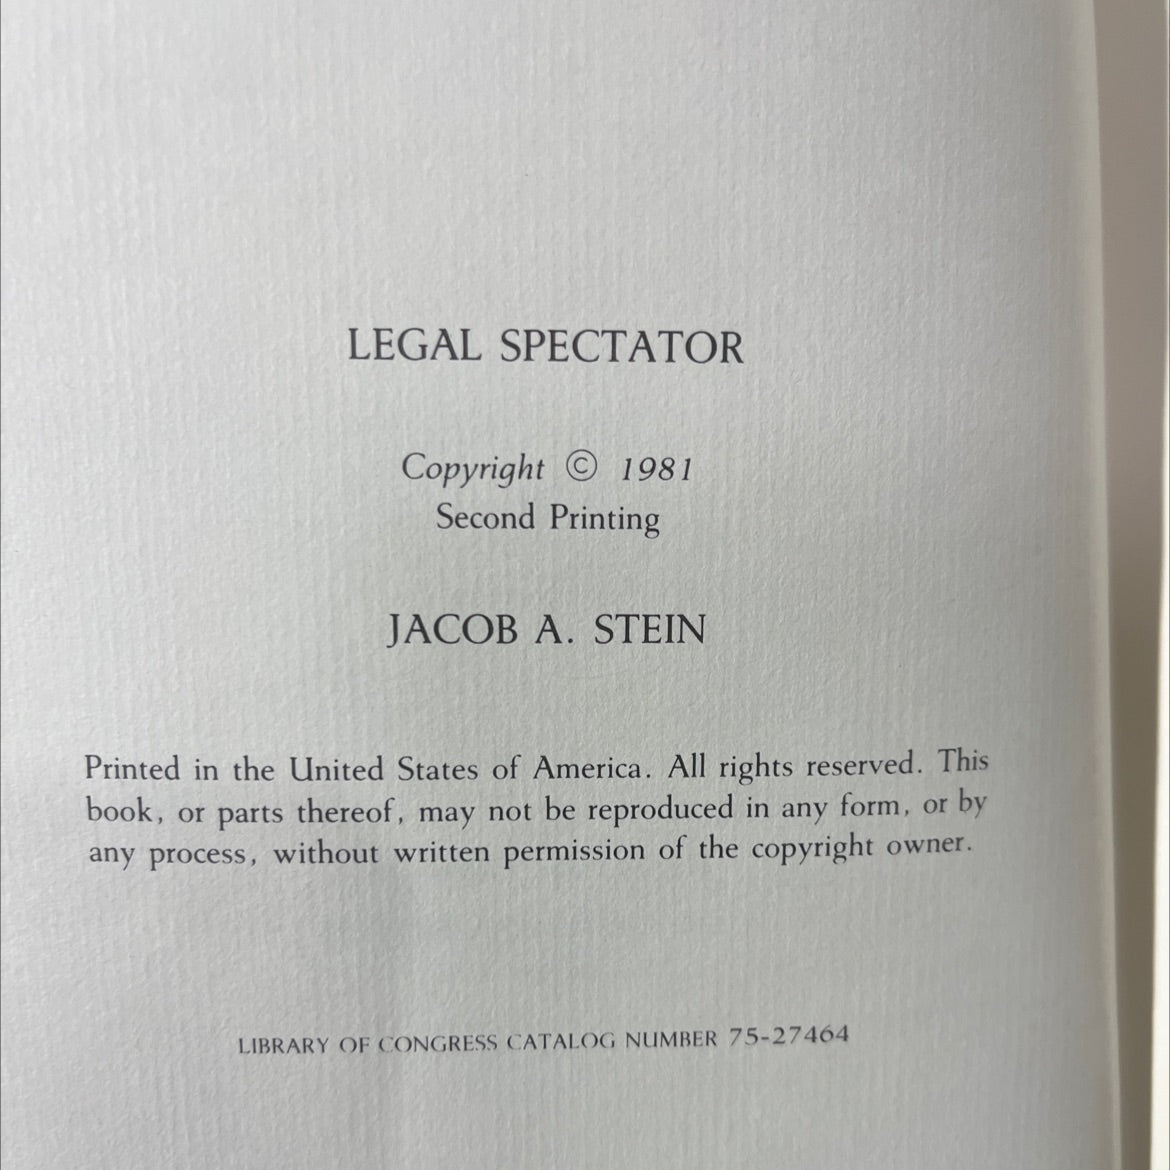 LEGAL SPECTATOR
Copyright © 1981
Second Printing
JACOB A. STEIN
Printed in the United States of America. All rights reserved. This
book, or parts thereof, may not be reproduced in any form, or by
any process, without written permission of the copyright owner.
LIBRARY OF CONGRESS CATALOG NUMBER 75-27464